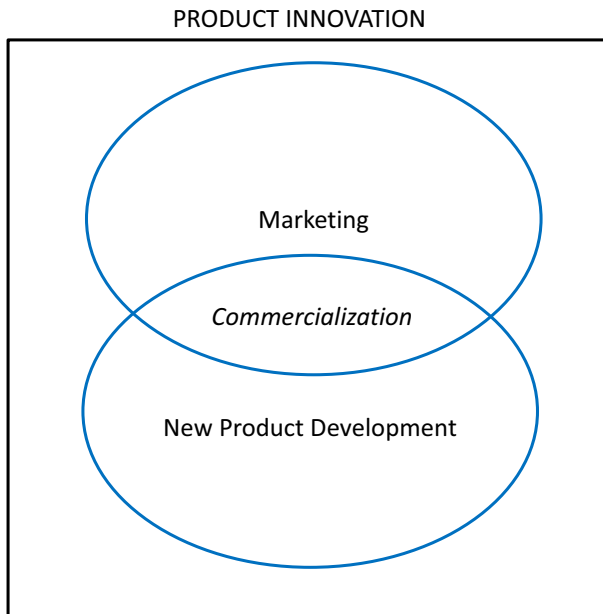 PRODUCT INNOVATION
Marketing
Commercialization
New Product Development